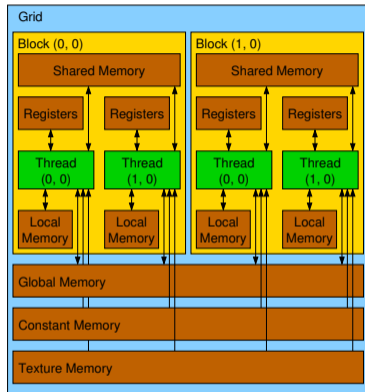 Grid
Block (0, 0)
Shared Memory
Registers
Registers
Thread
(0, 0)
Thread
(1, 0)
Local
Memory
Local
Memory
Block (1, 0)
Shared Memory
Registers
Registers
Thread
(0, 0)
Thread
(1, 0)
Local
Memory
Local
Memory
Global Memory
Constant Memory
Texture Memory